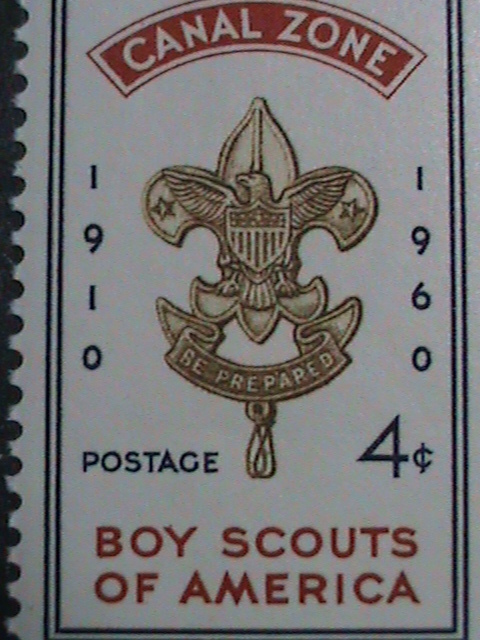 CANAL ZONE
1910
1960
BE PREPARED
POSTAGE 4¢
BOY SCOUTS
OF AMERICA